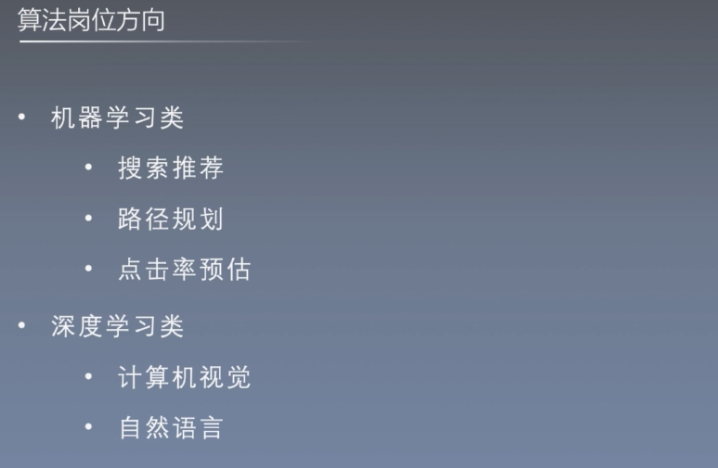 算法岗位方向
• 机器学习类
• 搜索推荐
• 路径规划
• 点击率预估
• 深度学习类
• 计算机视觉
• 自然语言